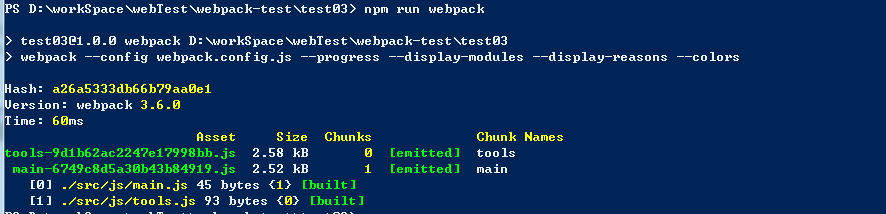 PS D:\workSpace\webTest\webpack-test\test03> npm run webpack
> test03@1.0.0 webpack D:\workSpace\webTest\webpack-test\test03
> webpack --config webpack.config.js --progress --display-modules --display-reasons --colors
Hash: a26a5333db66b79aa0e1
Version: webpack 3.6.0
Time: 60ms
Asset Size Chunks Chunk Names
tools-9d1b62ac2247e17998bb.js 2.58 kB 0 [emitted] tools
main-6749c8d5a30b43b84919.js 2.52 kB 1 [emitted] main
[0] ./src/js/main.js 45 bytes {1} [built]
[1] ./src/js/tools.js 93 bytes {0} [built]